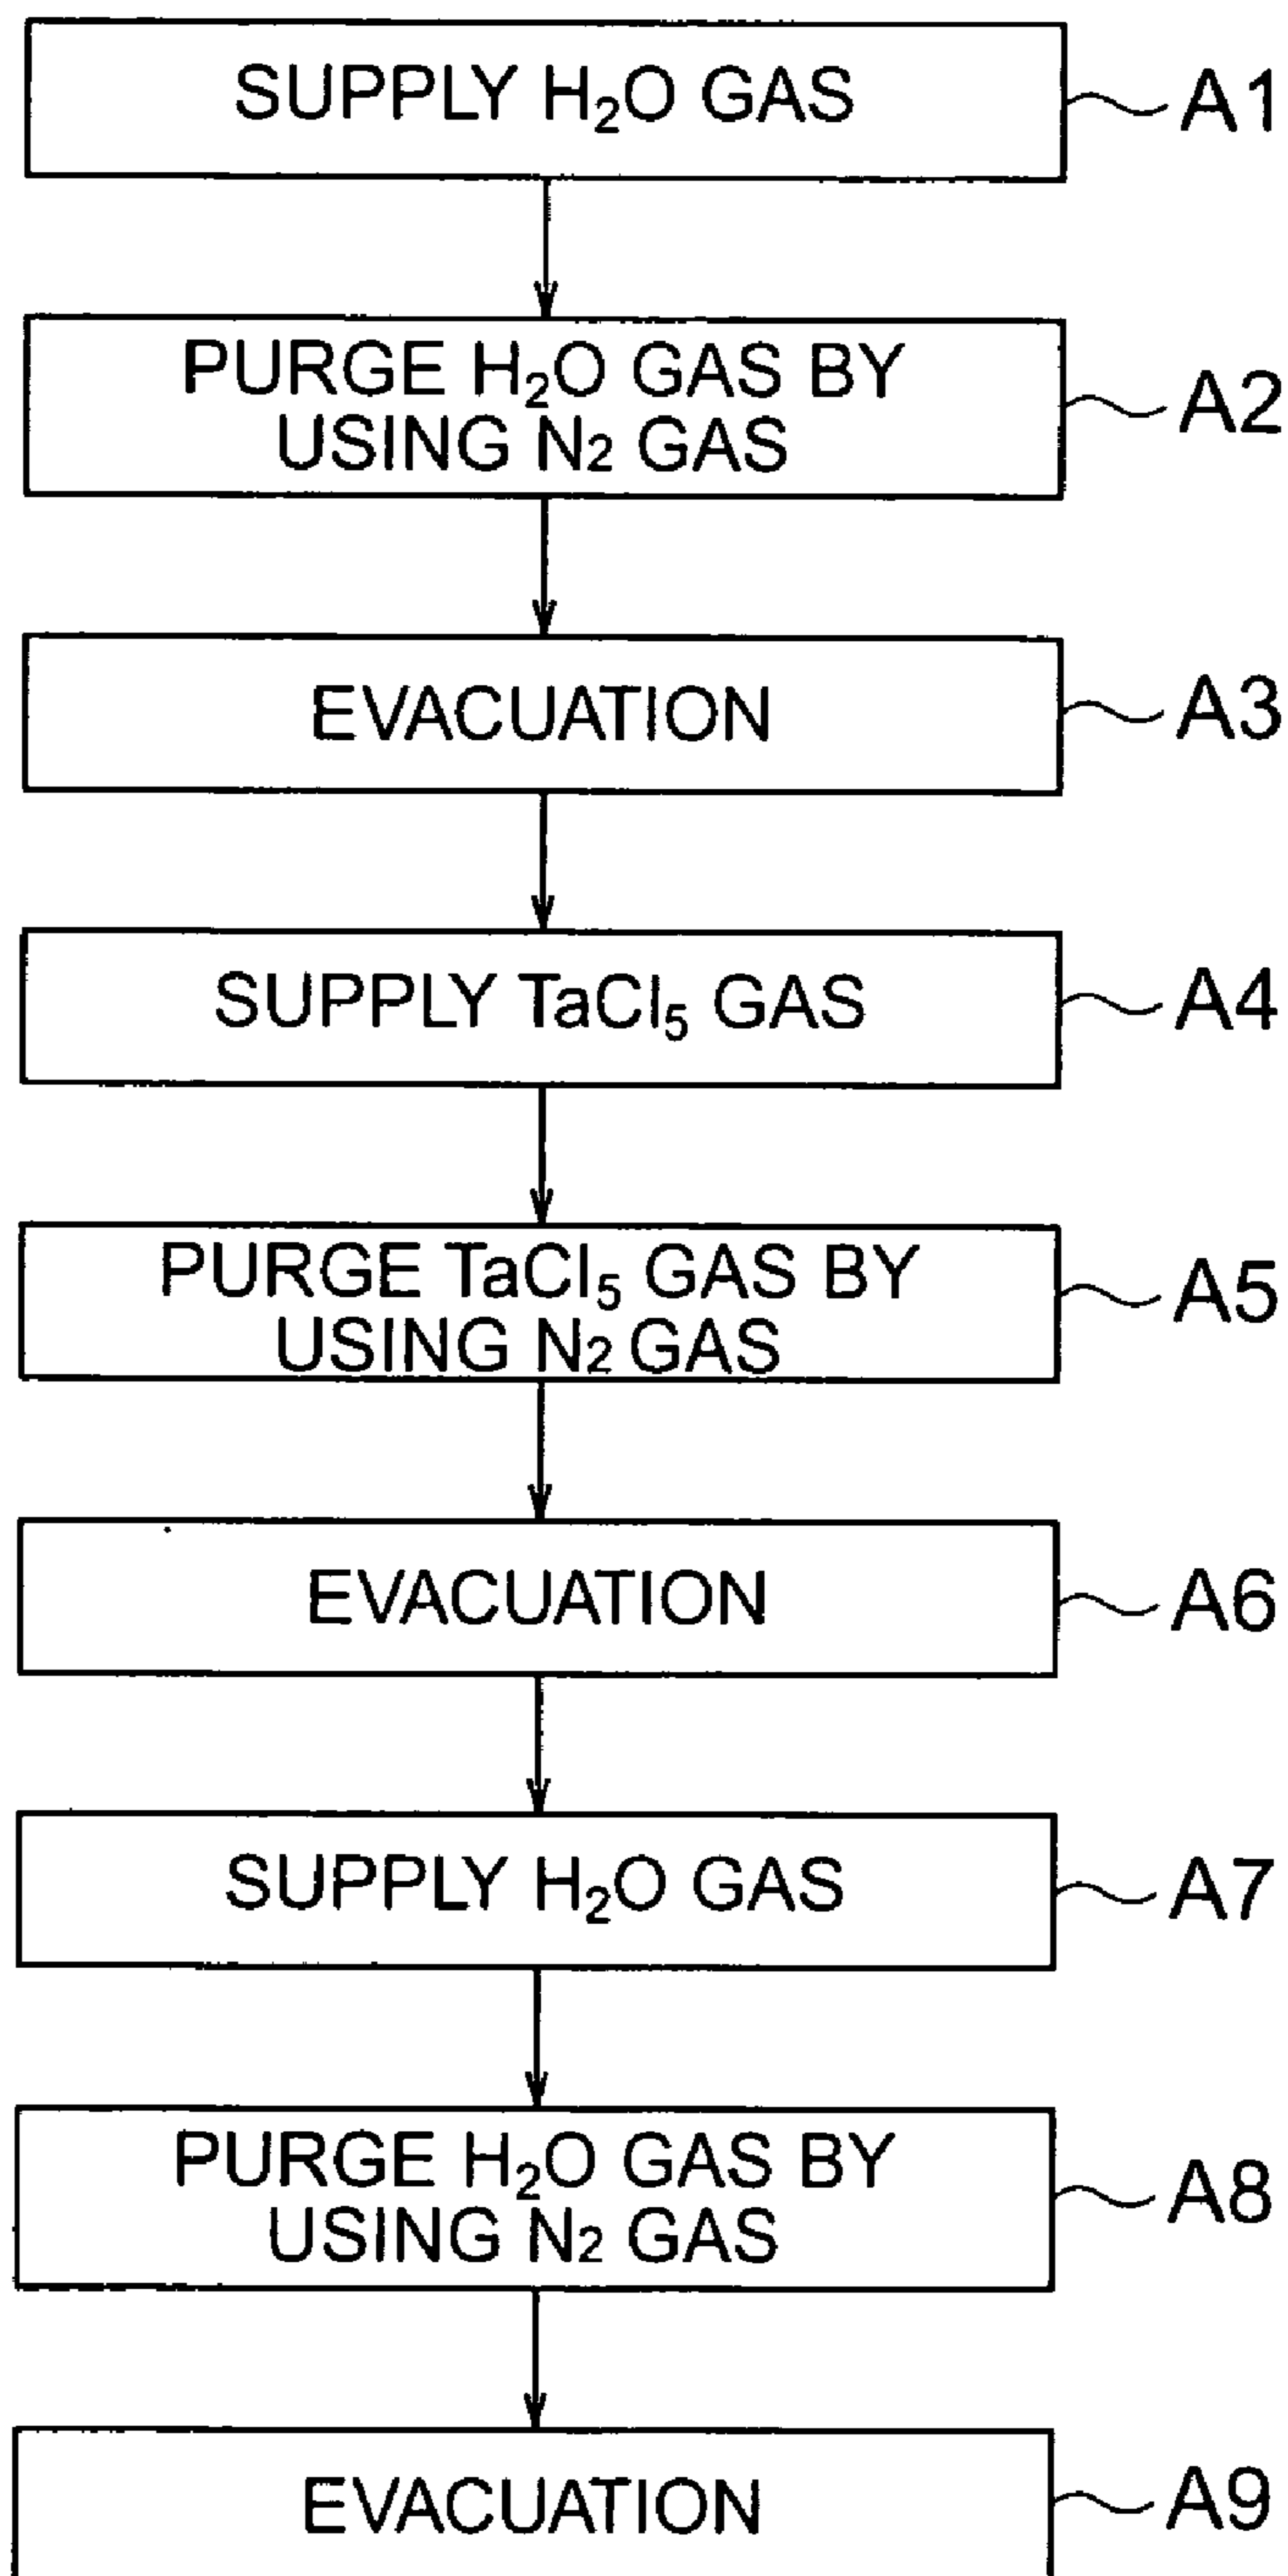 SUPPLY H₂O GAS
A1
PURGE H₂O GAS BY
USING N₂ GAS
A2
EVACUATION
A3
SUPPLY TaCl₅ GAS
A4
PURGE TaCl₅ GAS BY
USING N₂ GAS
A5
EVACUATION
A6
SUPPLY H₂O GAS
A7
PURGE H₂O GAS BY
USING N₂ GAS
A8
EVACUATION
A9